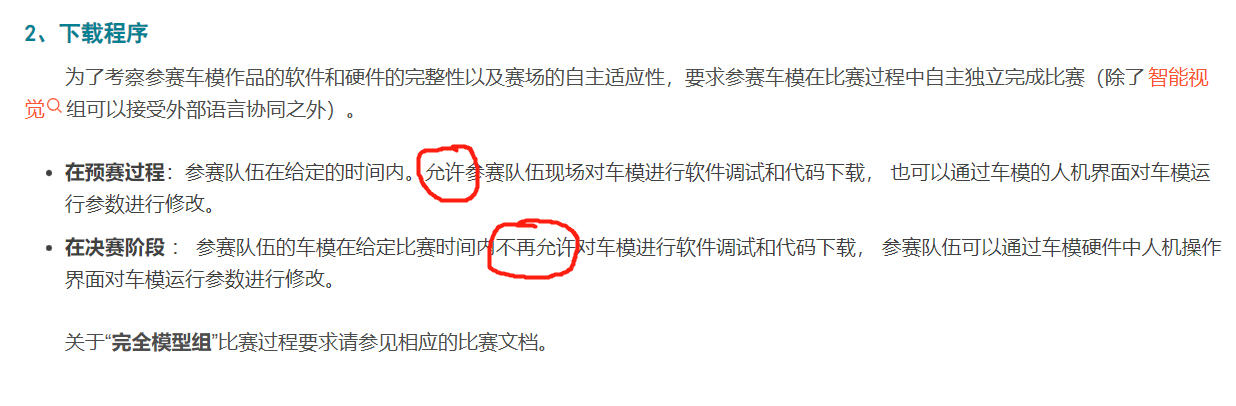 2、下载程序
为了考察参赛车模作品的软件和硬件的完整性以及赛场的自主适应性，要求参赛车模在比赛过程中自主独立完成比赛（除了智能视
觉组可以接受外部语言协同之外）。
• 在预赛过程：参赛队伍在给定的时间内。允许参赛队伍现场对车模进行软件调试和代码下载， 也可以通过车模的人机界面对车模运
行参数进行修改。
• 在决赛阶段 ： 参赛队伍的车模在给定比赛时间内不再允许对车模进行软件调试和代码下载， 参赛队伍可以通过车模硬件中人机操作
界面对车模运行参数进行修改。
关于“完全模型组”比赛过程要求请参见相应的比赛文档。